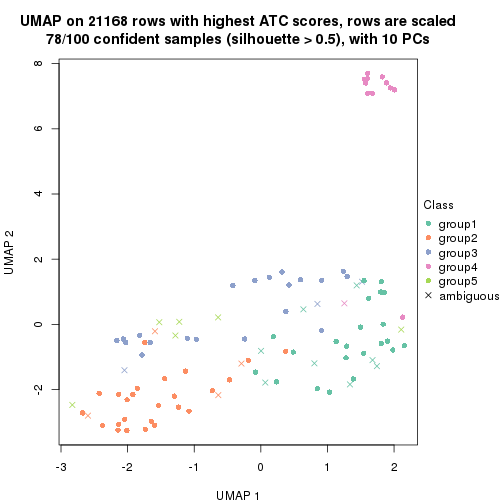 UMAP on 21168 rows with highest ATC scores, rows are scaled
78/100 confident samples (silhouette > 0.5), with 10 PCs
8
6
4
2
0
-2
UMAP 2
-3
-2
-1
0
1
2
UMAP 1
Class
group1
group2
group3
group4
group5
ambiguous